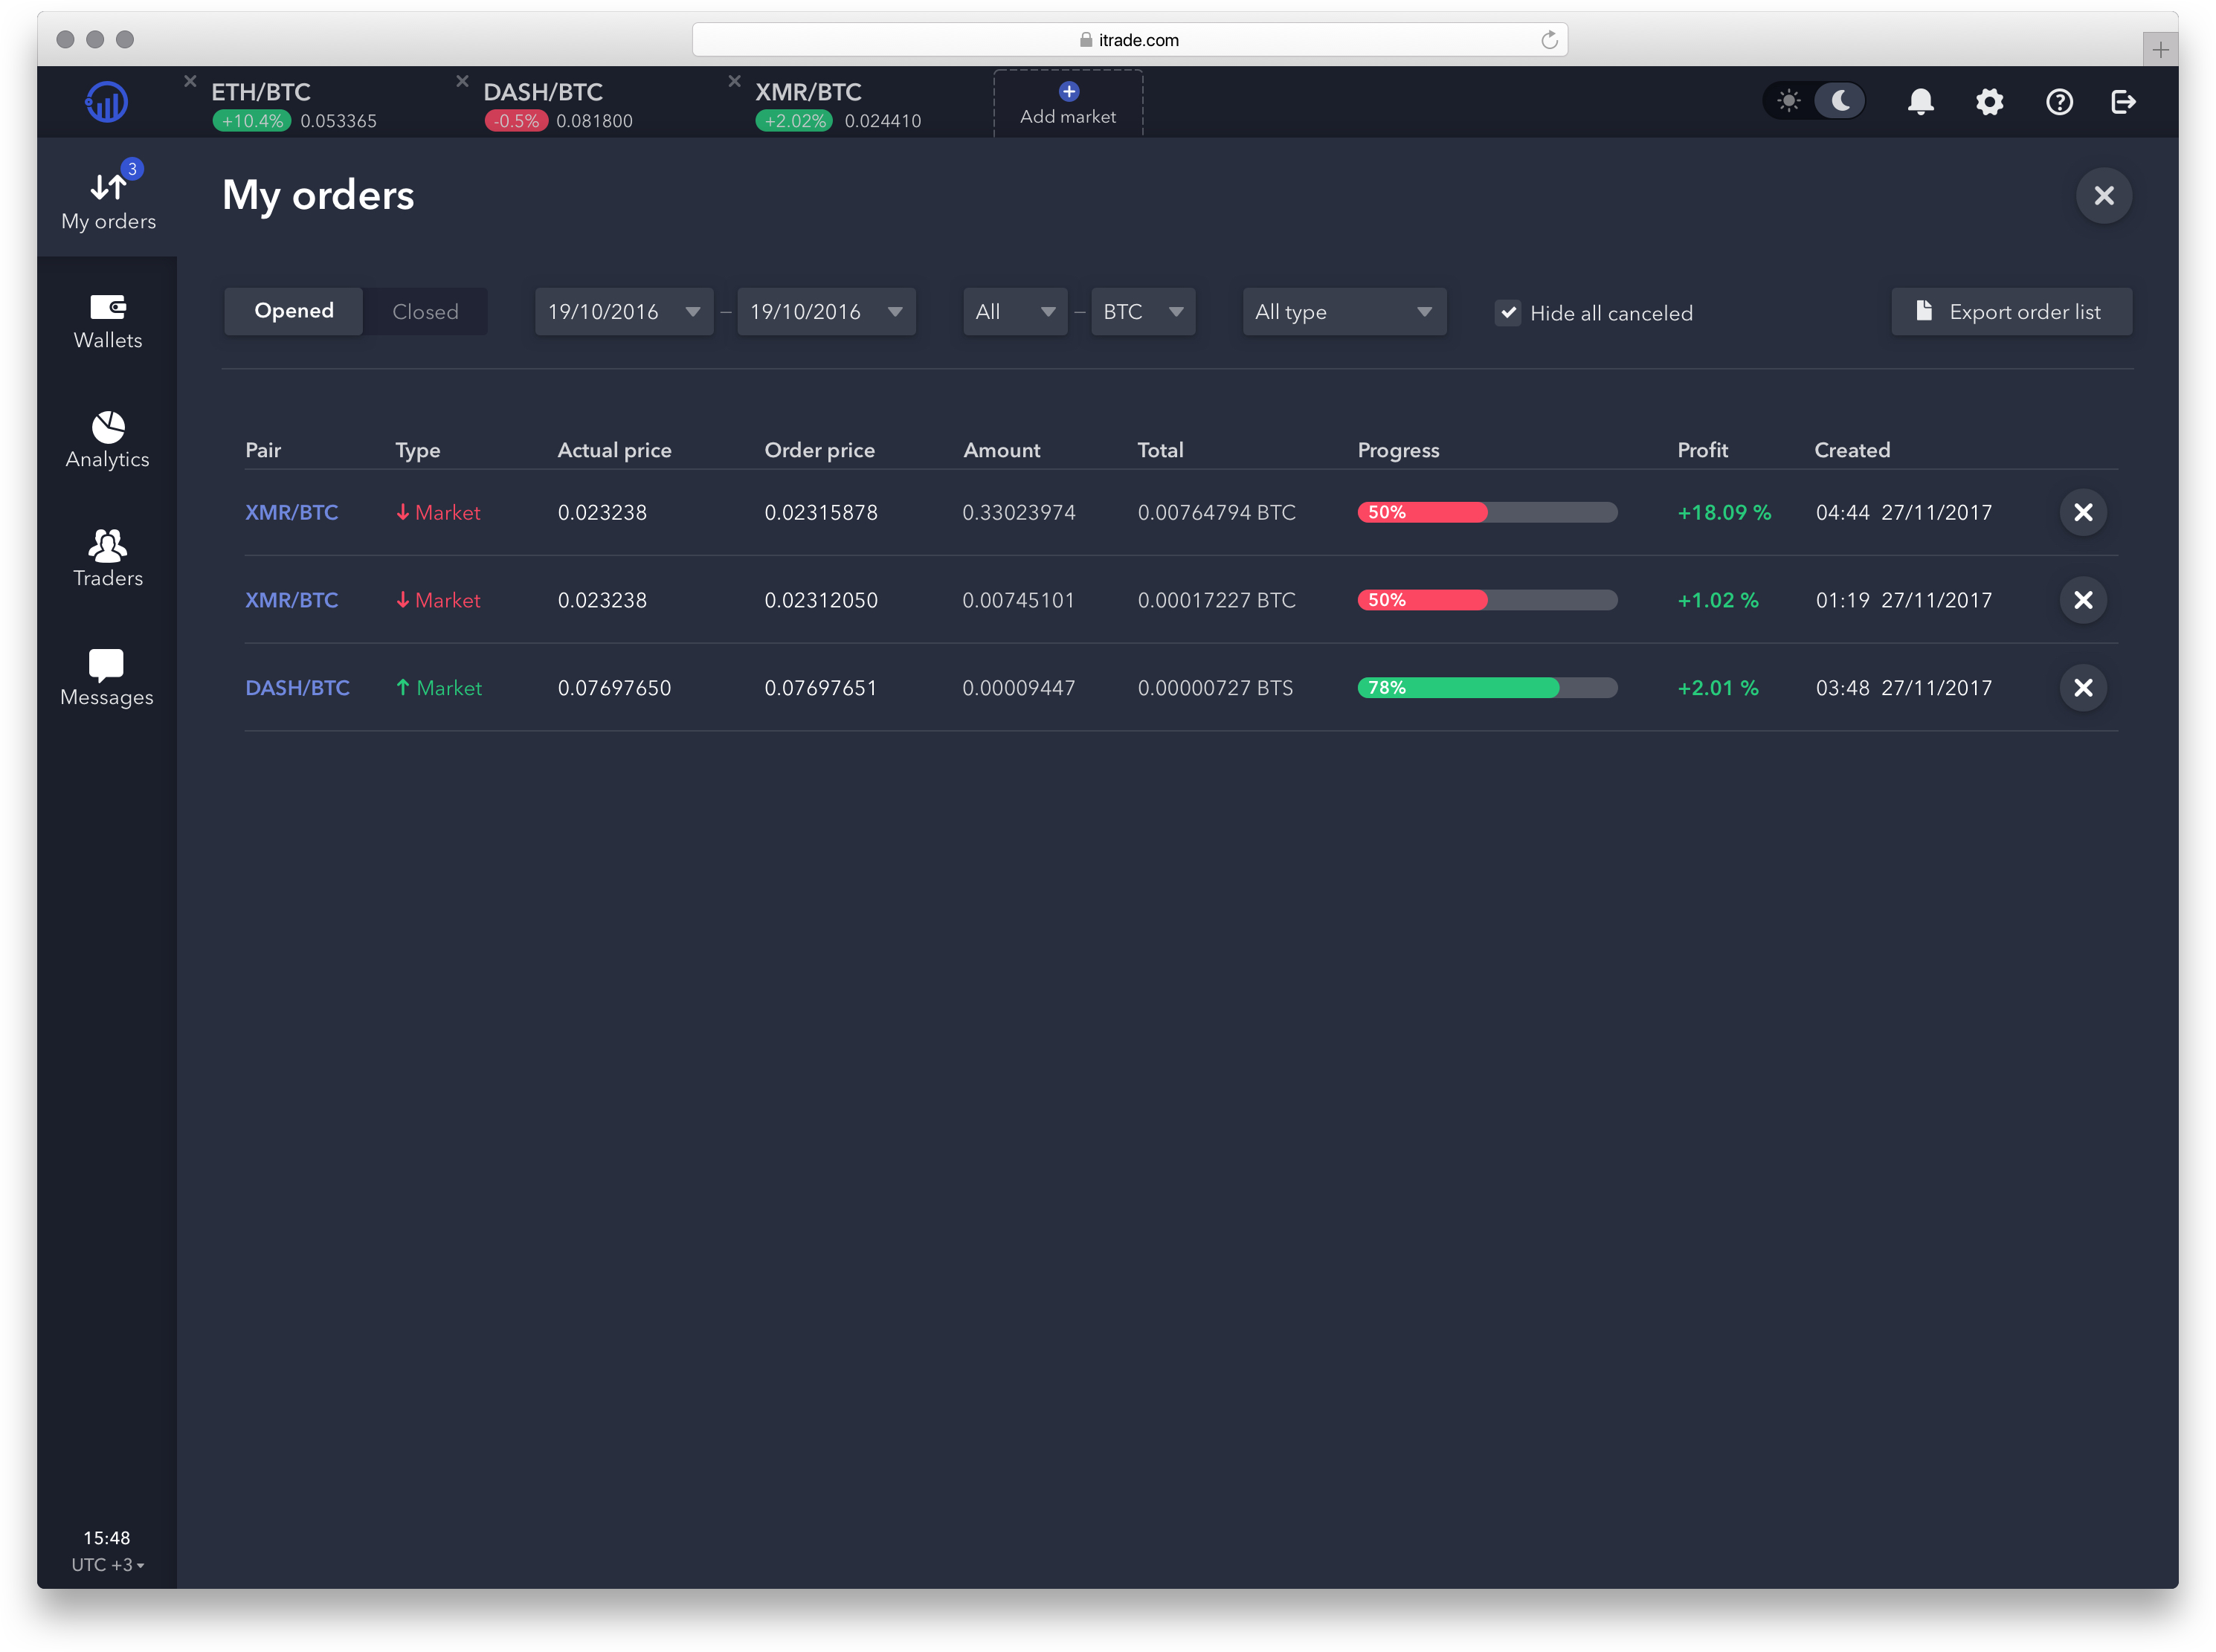 itrade.com
ETH/BTC
+10.4% 0.053365
DASH/BTC
-0.5% 0.081800
XMR/BTC
+2.02% 0.024410
Add market
3
My orders
Wallets
Analytics
Traders
Messages
15:48
UTC +3
My orders
Opened Closed 19/10/2016 – 19/10/2016 All – BTC All type Hide all canceled Export order list
Pair Type Actual price Order price Amount Total Progress Profit Created
XMR/BTC Market 0.023238 0.02315878 0.33023974 0.00764794 BTC 50% +18.09 % 04:44 27/11/2017
XMR/BTC Market 0.023238 0.02312050 0.00745101 0.00017227 BTC 50% +1.02 % 01:19 27/11/2017
DASH/BTC Market 0.07697650 0.07697651 0.00009447 0.00000727 BTS 78% +2.01 % 03:48 27/11/2017